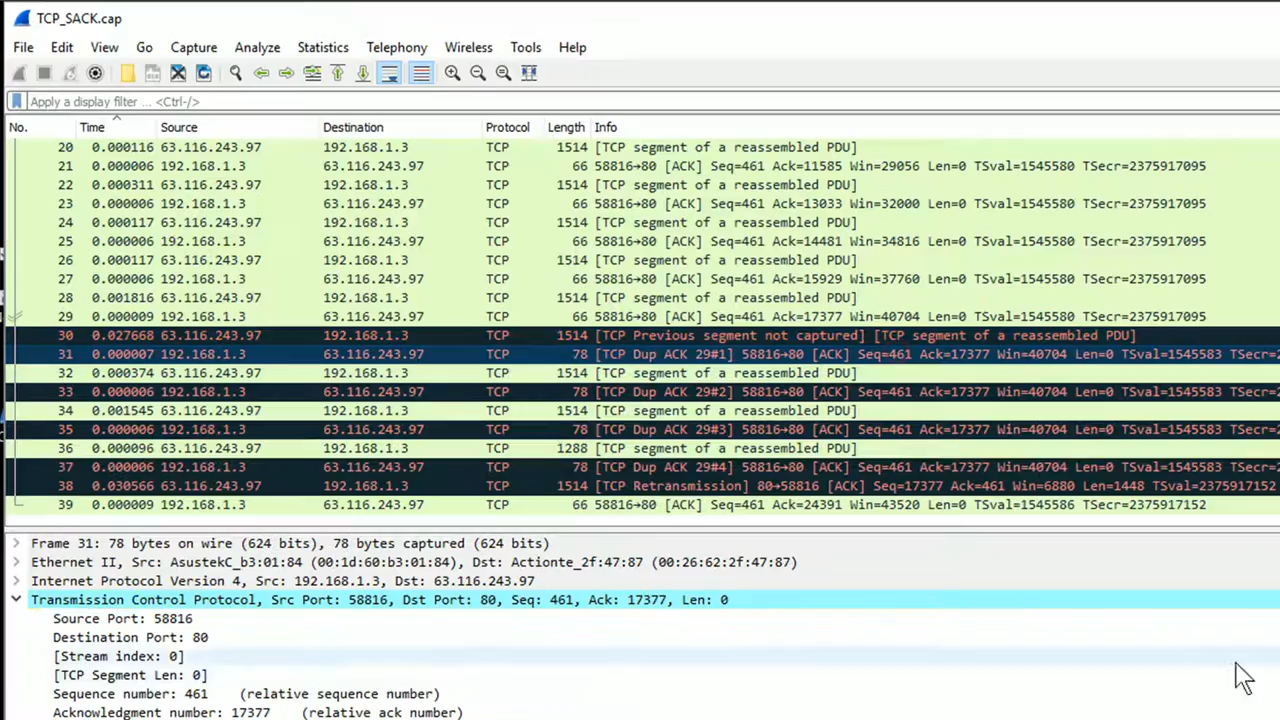 TCP_SACK.cap
File Edit View Go Capture Analyze Statistics Telephony Wireless Tools Help
Apply a display filter ... <Ctrl-/>
No. Time Source Destination Protocol Length Info
20 0.000116 63.116.243.97 192.168.1.3 TCP 1514 [TCP segment of a reassembled PDU]
21 0.000006 192.168.1.3 63.116.243.97 TCP 66 58816→80 [ACK] Seq=461 Ack=11585 Win=29056 Len=0 TSval=1545580 TSecr=2375917095
22 0.000311 63.116.243.97 192.168.1.3 TCP 1514 [TCP segment of a reassembled PDU]
23 0.000006 192.168.1.3 63.116.243.97 TCP 66 58816→80 [ACK] Seq=461 Ack=13033 Win=32000 Len=0 TSval=1545580 TSecr=2375917095
24 0.000117 63.116.243.97 192.168.1.3 TCP 1514 [TCP segment of a reassembled PDU]
25 0.000006 192.168.1.3 63.116.243.97 TCP 66 58816→80 [ACK] Seq=461 Ack=14481 Win=34816 Len=0 TSval=1545580 TSecr=2375917095
26 0.000117 63.116.243.97 192.168.1.3 TCP 1514 [TCP segment of a reassembled PDU]
27 0.000006 192.168.1.3 63.116.243.97 TCP 66 58816→80 [ACK] Seq=461 Ack=15929 Win=37760 Len=0 TSval=1545580 TSecr=2375917095
28 0.001816 63.116.243.97 192.168.1.3 TCP 1514 [TCP segment of a reassembled PDU]
29 0.000009 192.168.1.3 63.116.243.97 TCP 66 58816→80 [ACK] Seq=461 Ack=17377 Win=40704 Len=0 TSval=1545580 TSecr=2375917095
30 0.027668 63.116.243.97 192.168.1.3 TCP 1514 [TCP Previous segment not captured] [TCP segment of a reassembled PDU]
31 0.000007 192.168.1.3 63.116.243.97 TCP 78 [TCP Dup ACK 29#1] 58816→80 [ACK] Seq=461 Ack=17377 Win=40704 Len=0 TSval=1545583 TSecr=2
32 0.000374 63.116.243.97 192.168.1.3 TCP 1514 [TCP segment of a reassembled PDU]
33 0.000006 192.168.1.3 63.116.243.97 TCP 78 [TCP Dup ACK 29#2] 58816→80 [ACK] Seq=461 Ack=17377 Win=40704 Len=0 TSval=1545583 TSecr=2
34 0.001545 63.116.243.97 192.168.1.3 TCP 1514 [TCP segment of a reassembled PDU]
35 0.000006 192.168.1.3 63.116.243.97 TCP 78 [TCP Dup ACK 29#3] 58816→80 [ACK] Seq=461 Ack=17377 Win=40704 Len=0 TSval=1545583 TSecr=2
36 0.000096 63.116.243.97 192.168.1.3 TCP 1288 [TCP segment of a reassembled PDU]
37 0.000006 192.168.1.3 63.116.243.97 TCP 78 [TCP Dup ACK 29#4] 58816→80 [ACK] Seq=461 Ack=17377 Win=40704 Len=0 TSval=1545583 TSecr=2
38 0.030566 63.116.243.97 192.168.1.3 TCP 1514 [TCP Retransmission] 80→58816 [ACK] Seq=17377 Ack=461 Win=6880 Len=1448 TSval=2375917152
39 0.000009 192.168.1.3 63.116.243.97 TCP 66 58816→80 [ACK] Seq=461 Ack=24391 Win=43520 Len=0 TSval=1545586 TSecr=2375917152
Frame 31: 78 bytes on wire (624 bits), 78 bytes captured (624 bits)
Ethernet II, Src: AsustekC_b3:01:84 (00:1d:60:b3:01:84), Dst: Actionte_2f:47:87 (00:26:62:2f:47:87)
Internet Protocol Version 4, Src: 192.168.1.3, Dst: 63.116.243.97
Transmission Control Protocol, Src Port: 58816, Dst Port: 80, Seq: 461, Ack: 17377, Len: 0
Source Port: 58816
Destination Port: 80
[Stream index: 0]
[TCP Segment Len: 0]
Sequence number: 461 (relative sequence number)
Acknowledgment number: 17377 (relative ack number)